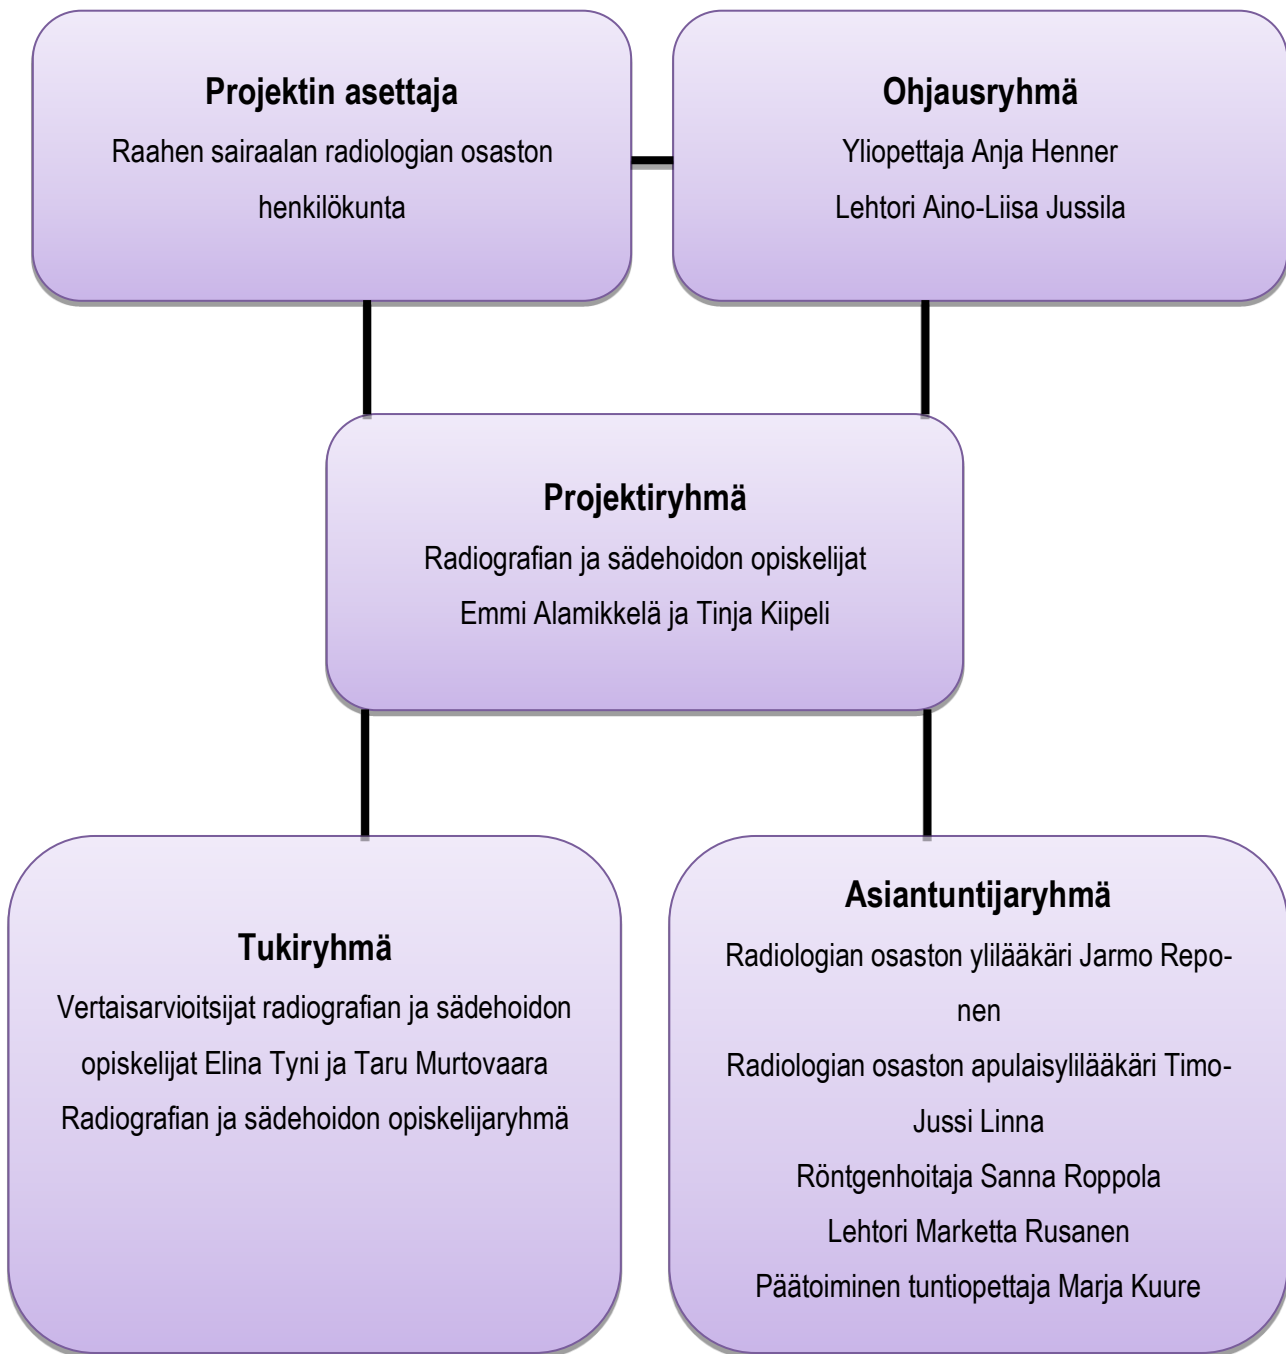 Projektin asettaja
Raahen sairaalan radiologian osaston
henkilökunta
Ohjausryhmä
Yliopettaja Anja Henner
Lehtori Aino-Liisa Jussila
Projektiryhmä
Radiografian ja sädehoidon opiskelijat
Emmi Alamikkelä ja Tinja Kiipeli
Tukiryhmä
Vertaisarvioitsijat radiografian ja sädehoidon
opiskelijat Elina Tyni ja Taru Murtovaara
Radiografian ja sädehoidon opiskelijaryhmä
Asiantuntijaryhmä
Radiologian osaston ylilääkäri Jarmo Repo-
nen
Radiologian osaston apulaisylilääkäri Timo-
Jussi Linna
Röntgenhoitaja Sanna Roppola
Lehtori Marketta Rusanen
Päätoiminen tuntiopettaja Marja Kuure